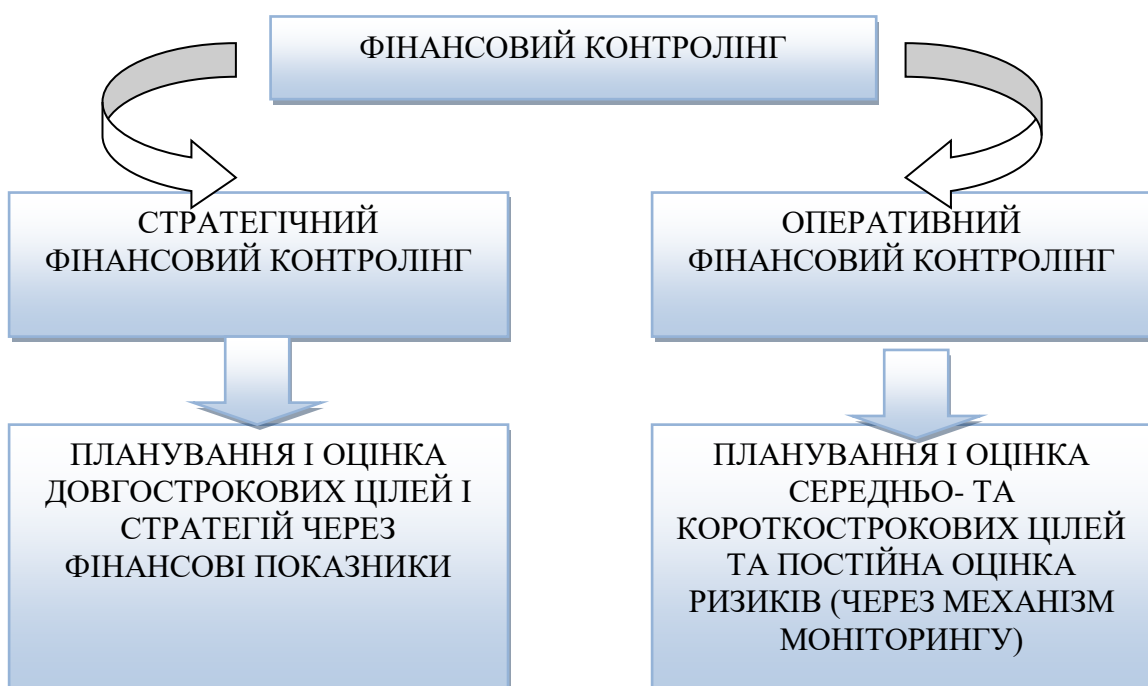 ФІНАНСОВИЙ КОНТРОЛІНГ
СТРАТЕГІЧНИЙ
ФІНАНСОВИЙ КОНТРОЛІНГ
ОПЕРАТИВНИЙ
ФІНАНСОВИЙ КОНТРОЛІНГ
ПЛАНУВАННЯ І ОЦІНКА
ДОВГОСТРОКОВИХ ЦІЛЕЙ І
СТРАТЕГІЙ ЧЕРЕЗ
ФІНАНСОВІ ПОКАЗНИКИ
ПЛАНУВАННЯ І ОЦІНКА
СЕРЕДНЬО- ТА
КОРОТКОСТРОКОВИХ ЦІЛЕЙ
ТА ПОСТІЙНА ОЦІНКА
РИЗИКІВ (ЧЕРЕЗ МЕХАНІЗМ
МОНІТОРИНГУ)